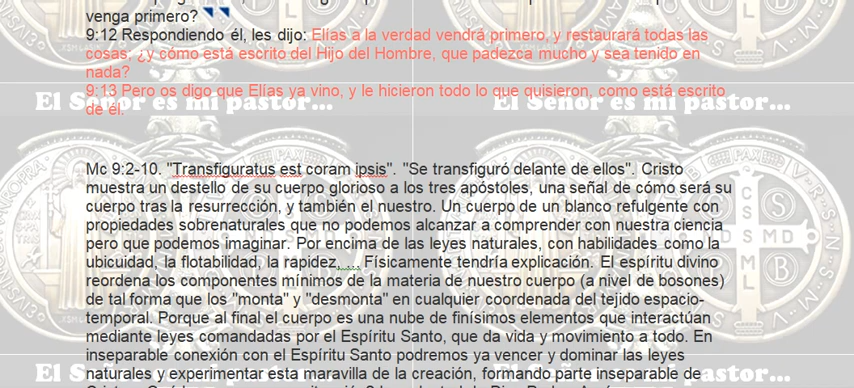 venga primero?
9:12 Respondiendo él, les dijo: Elías a la verdad vendrá primero, y restaurará todas las
cosas; ¿y cómo está escrito del Hijo del Hombre, que padezca mucho y sea tenido en
nada?
9:13 Pero os digo que Elías ya vino, y le hicieron todo lo que quisieron, como está escrito
de él.
El Señor es mi pastor... El Señor es mi pastor...
Mc 9:2-10. "Transfiguratus est coram ipsis". "Se transfiguró delante de ellos". Cristo
muestra un destello de su cuerpo glorioso a los tres apóstoles, una señal de cómo será su
cuerpo tras la resurrección, y también el nuestro. Un cuerpo de un blanco refulgente con
propiedades sobrenaturales que no podemos alcanzar a comprender con nuestra ciencia
pero que podemos imaginar. Por encima de las leyes naturales, con habilidades como la
ubicuidad, la flotabilidad, la rapidez, ... Físicamente tendría explicación. El espíritu divino
reordena los componentes mínimos de la materia de nuestro cuerpo (a nivel de bosones)
de tal forma que los "monta" y "desmonta" en cualquier coordenada del tejido espacio-
temporal. Porque al final el cuerpo es una nube de finísimos elementos que interactúan
mediante leyes comandadas por el Espíritu Santo, que da vida y movimiento a todo. En
inseparable conexión con el Espíritu Santo podremos ya vencer y dominar las leyes
naturales y experimentar esta maravilla de la creación, formando parte inseparable de